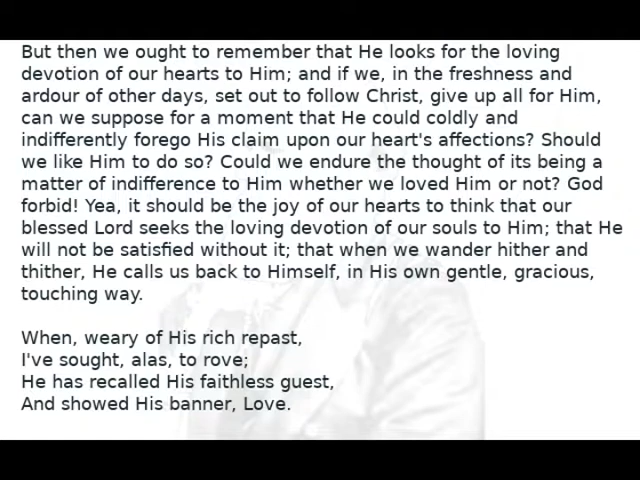 But then we ought to remember that He looks for the loving
devotion of our hearts to Him; and if we, in the freshness and
ardour of other days, set out to follow Christ, give up all for Him,
can we suppose for a moment that He could coldly and
indifferently forego His claim upon our heart's affections? Should
we like Him to do so? Could we endure the thought of its being a
matter of indifference to Him whether we loved Him or not? God
forbid! Yea, it should be the joy of our hearts to think that our
blessed Lord seeks the loving devotion of our souls to Him; that He
will not be satisfied without it; that when we wander hither and
thither, He calls us back to Himself, in His own gentle, gracious,
touching way.
When, weary of His rich repast,
I've sought, alas, to rove;
He has recalled His faithless guest,
And showed His banner, Love.